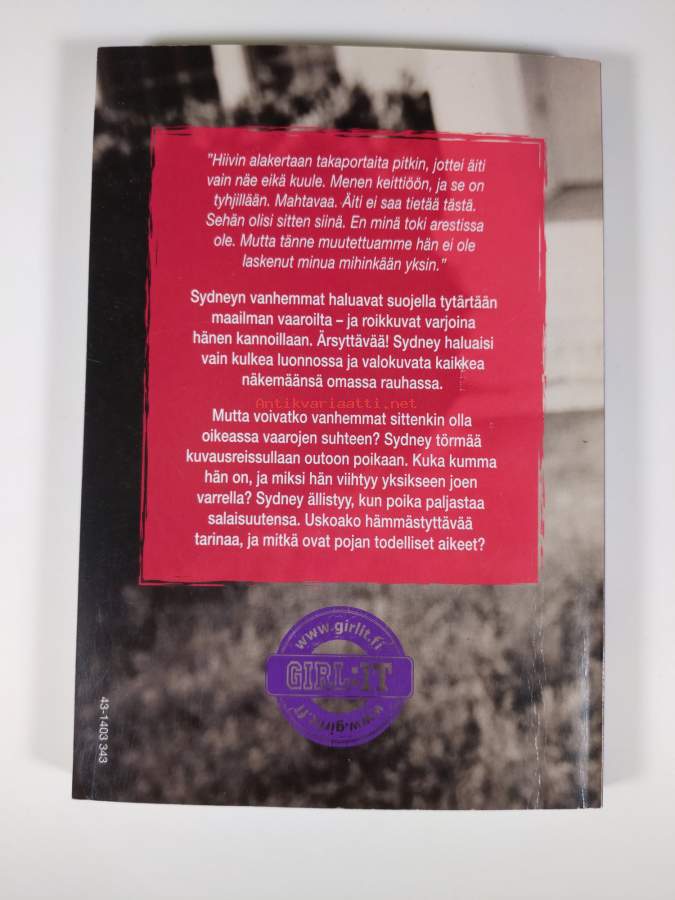 ”Hiivin alakertaan takaportaita pitkin, jottei äiti
vain näe eikä kuule. Menen keittiöön, ja se on
tyhjillään. Mahtavaa. Äiti ei saa tietää tästä.
Sehän olisi sitten siinä. En minä toki arestissa
ole. Mutta tänne muutettuamme hän ei ole
laskenut minua mihinkään yksin.”
Sydneyn vanhemmat haluavat suojella tytärtään
maailman vaaroilta – ja roikkuvat varjoina
hänen kannoillaan. Ärsyttävää! Sydney haluaisi
vain kulkea luonnossa ja valokuvata kaikkea
näkemäänsä omassa rauhassa.
Antikvariaatti.net
Mutta voivatko vanhemmat sittenkin olla
oikeassa vaarojen suhteen? Sydney törmää
kuvausreissullaan outoon poikaan. Kuka kumma
hän on, ja miksi hän viihtyy yksikseen joen
varrella? Sydney ällistyy, kun poika paljastaa
salaisuutensa. Uskoako hämmästyttävää
tarinaa, ja mitkä ovat pojan todelliset aikeet?
www.girlit.fi
GIRL:IT
www.girlit.fi
43-1403 343